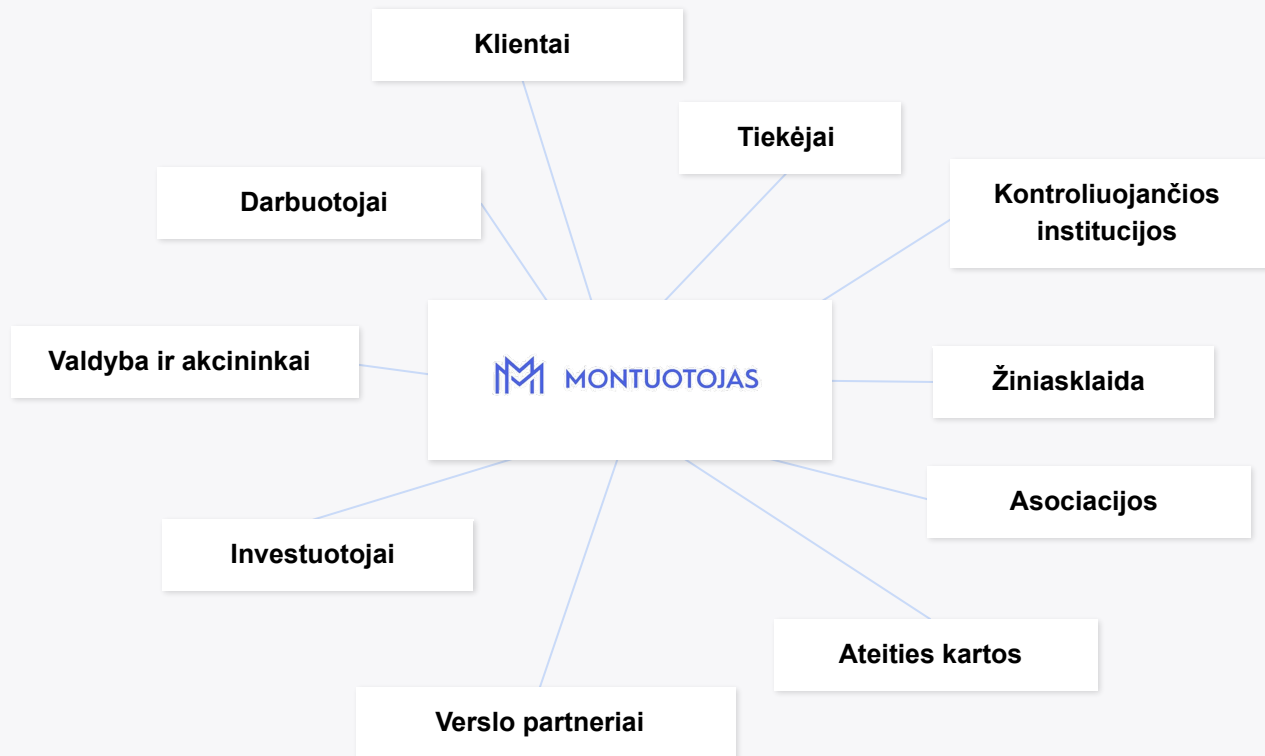 Klientai
Tiekėjai
Darbuotojai
Kontroliuojančios
institucijos
Valdyba ir akcininkai
MONTUOTOJAS
Žiniasklaida
Asociacijos
Investuotojai
Ateities kartos
Verslo partneriai